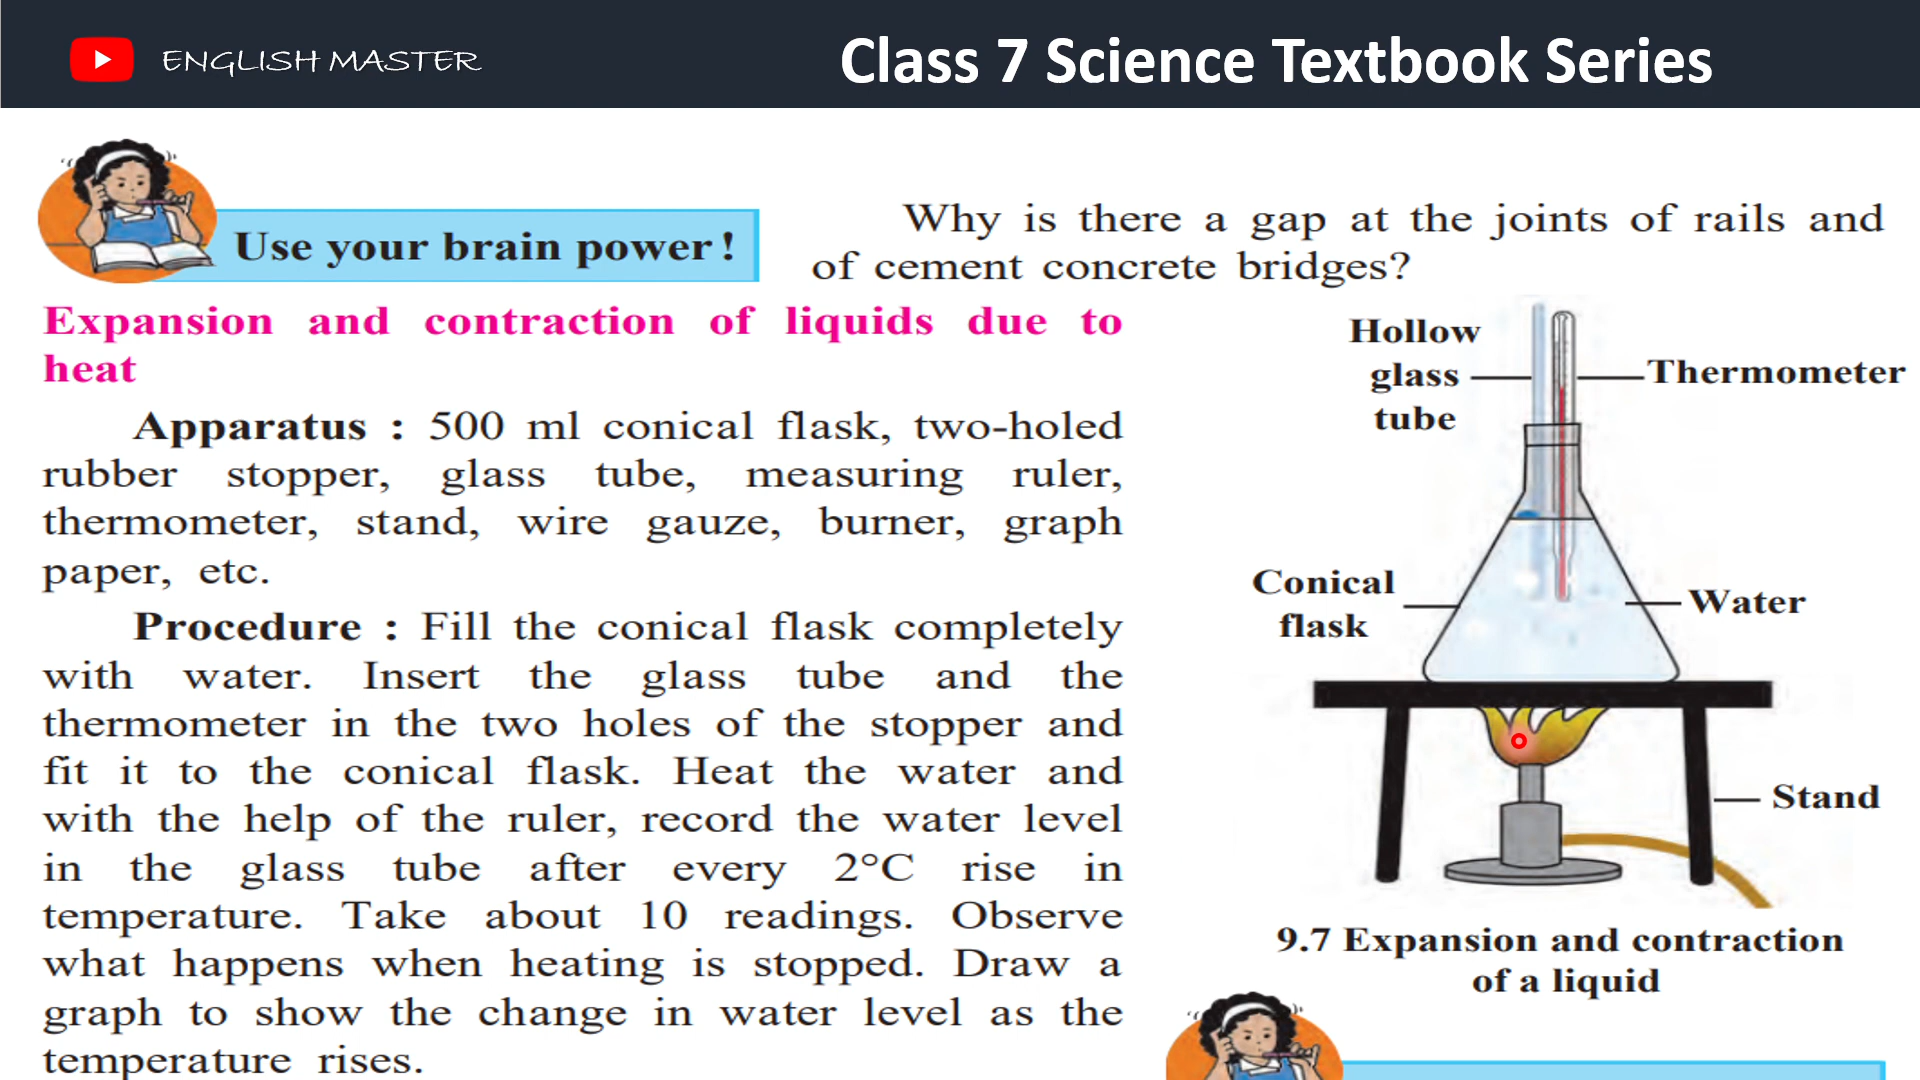 ENGLISH MASTER
Class 7 Science Textbook Series
Use your brain power!
Why is there a gap at the joints of rails and
of cement concrete bridges?
Expansion and contraction of liquids due to
heat
Apparatus : 500 ml conical flask, two-holed
rubber stopper, glass tube, measuring ruler,
thermometer, stand, wire gauze, burner, graph
paper, etc.
Procedure : Fill the conical flask completely
with water. Insert the glass tube and the
thermometer in the two holes of the stopper and
fit it to the conical flask. Heat the water and
with the help of the ruler, record the water level
in the glass tube after every 2°C rise in
temperature. Take about 10 readings. Observe
what happens when heating is stopped. Draw a
graph to show the change in water level as the
temperature rises.
Hollow
glass
tube
Thermometer
Conical
flask
Water
Stand
9.7 Expansion and contraction
of a liquid